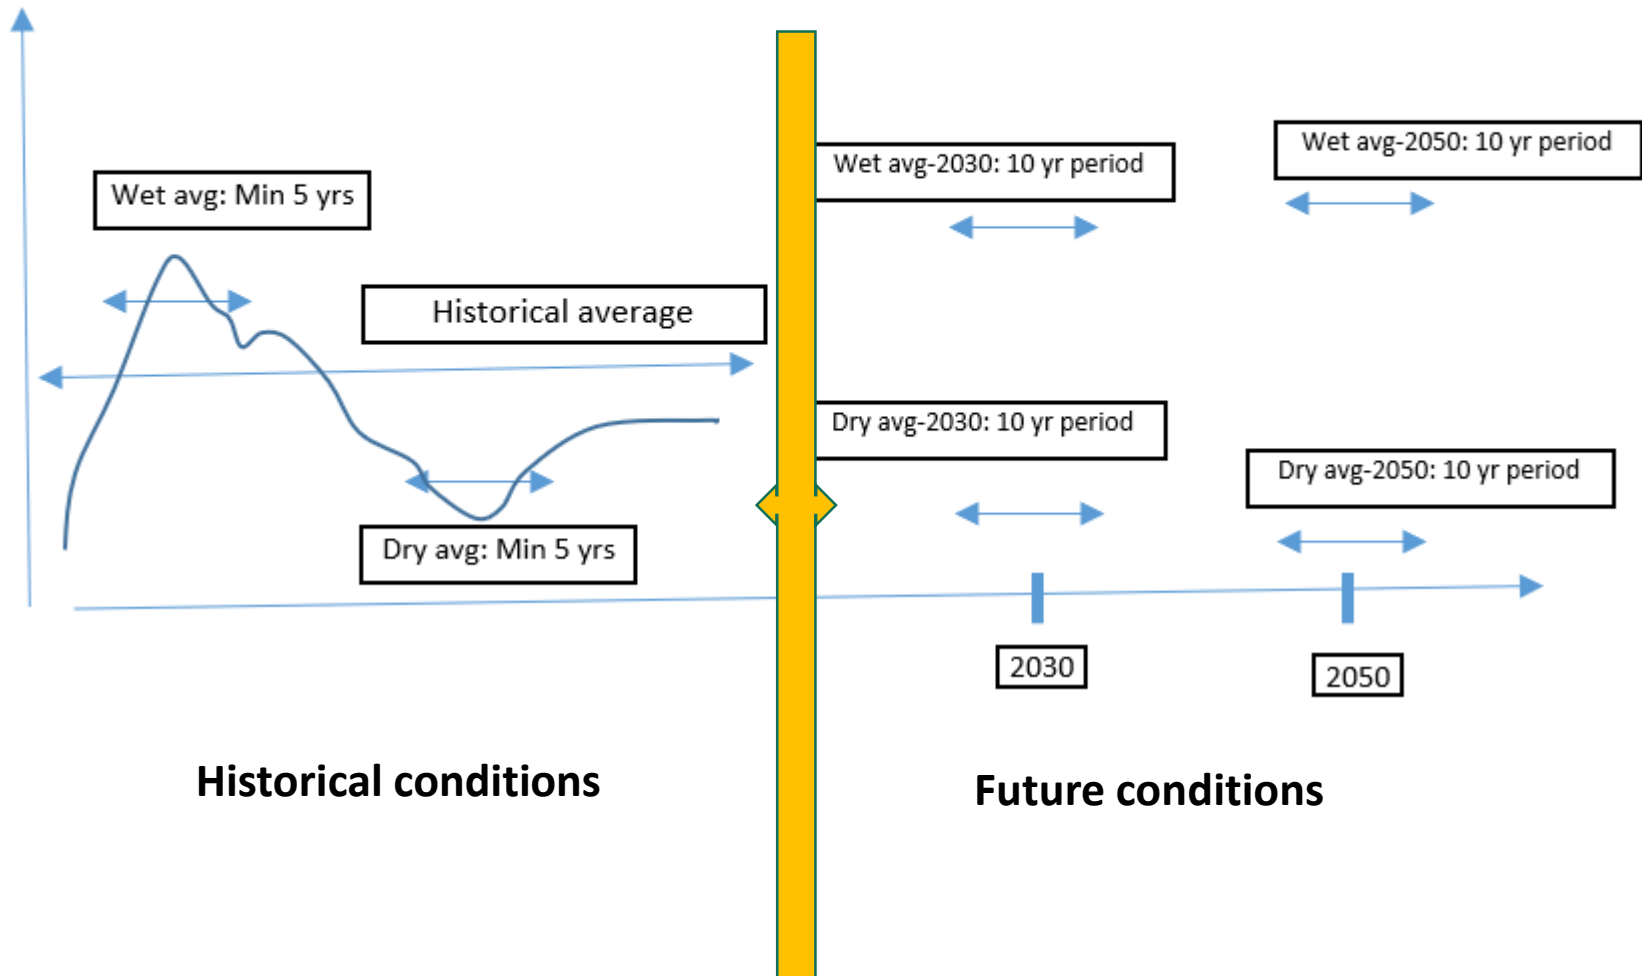 Wet avg: Min 5 yrs
Historical average
Dry avg: Min 5 yrs
Historical conditions
Wet avg-2030: 10 yr period
Wet avg-2050: 10 yr period
Dry avg-2030: 10 yr period
Dry avg-2050: 10 yr period
2030
2050
Future conditions